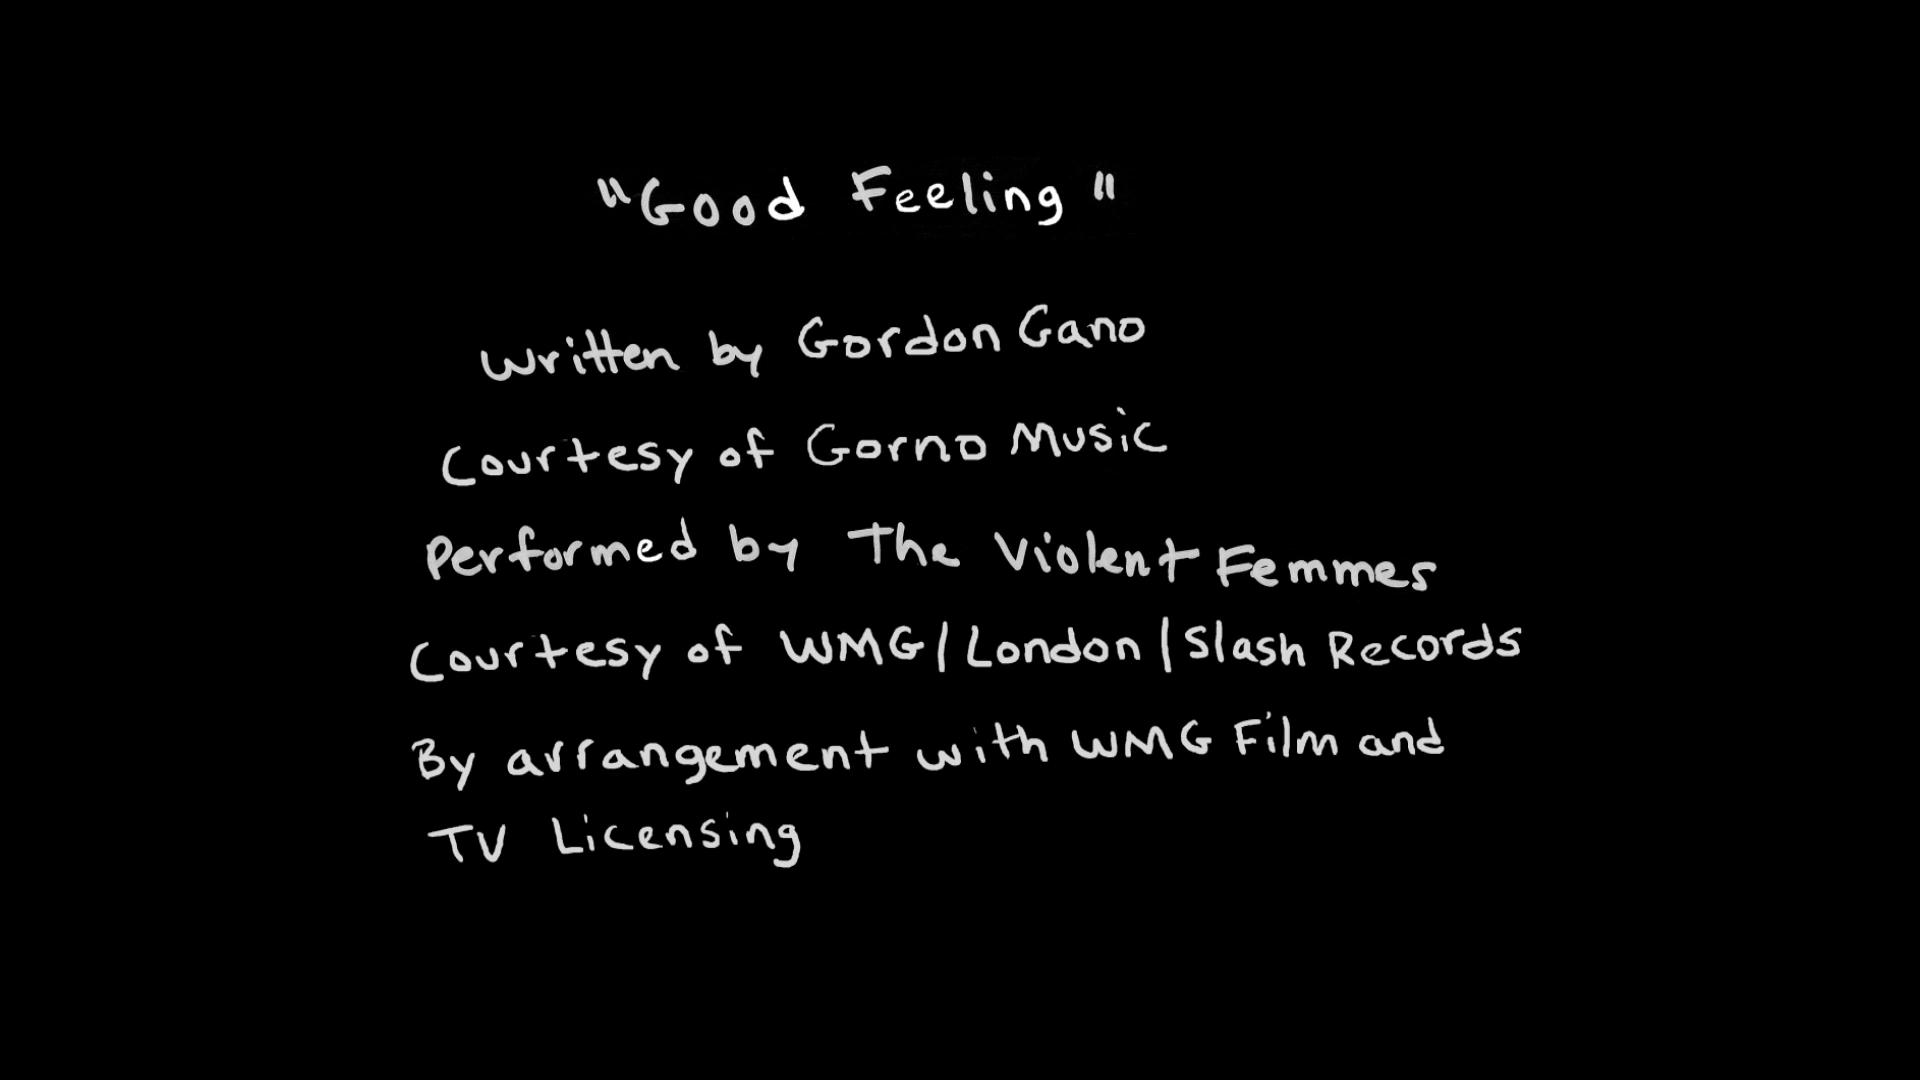 "Good Feeling"
Written by Gordon Gano
Courtesy of Gorno Music
Performed by The Violent Femmes
Courtesy of WMG/London/Slash Records
By arrangement with WMG Film and
TV Licensing